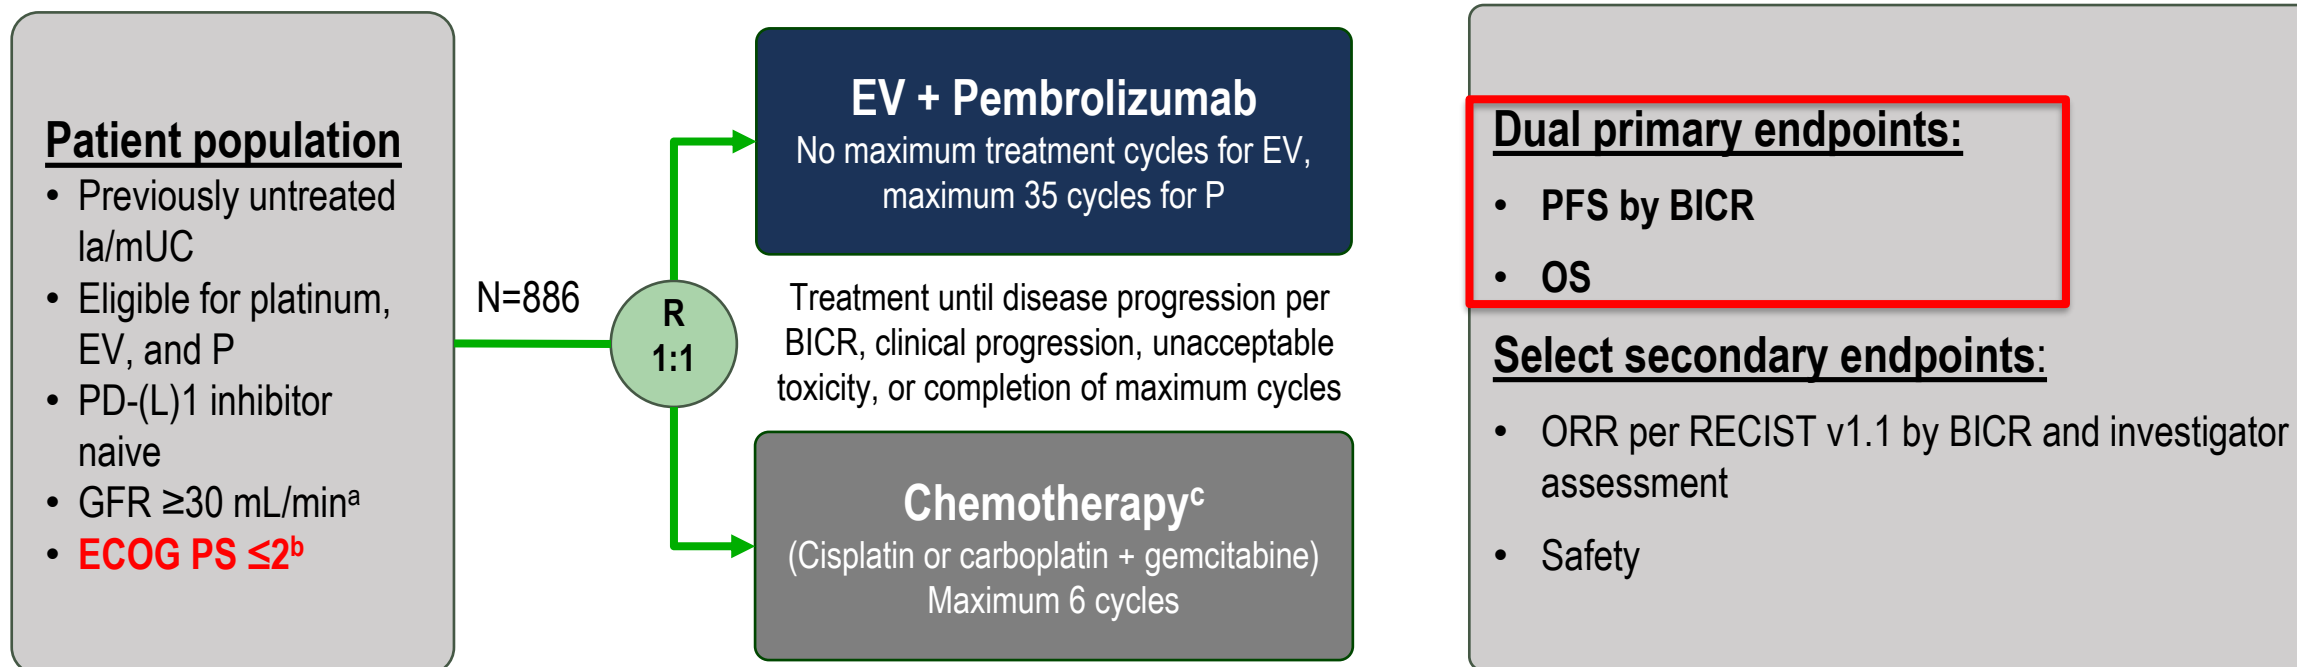 Patient population
• Previously untreated
la/mUC
• Eligible for platinum,
EV, and P
• PD-(L)1 inhibitor
naive
• GFR ≥30 mL/minᵃ
• ECOG PS ≤2ᵇ
N=886
R
1:1
EV + Pembrolizumab
No maximum treatment cycles for EV,
maximum 35 cycles for P
Treatment until disease progression per
BICR, clinical progression, unacceptable
toxicity, or completion of maximum cycles
Chemotherapyᶜ
(Cisplatin or carboplatin + gemcitabine)
Maximum 6 cycles
Dual primary endpoints:
• PFS by BICR
• OS
Select secondary endpoints:
• ORR per RECIST v1.1 by BICR and investigator
assessment
• Safety